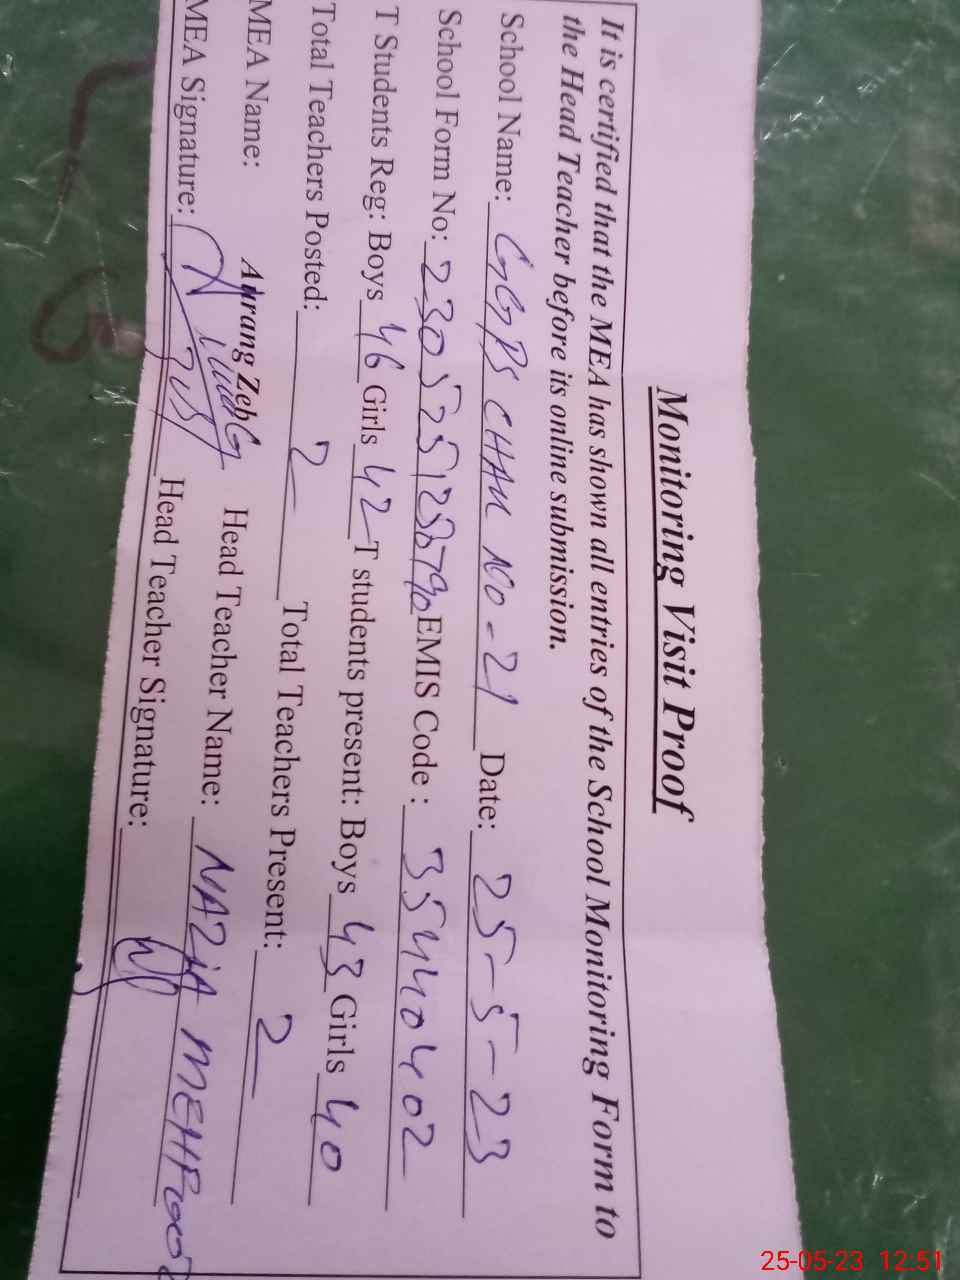 Monitoring Visit Proof
It is certified that the MEA has shown all entries of the School Monitoring Form to
the Head Teacher before its online submission.
School Name: GGPS CHAK NO-21 Date: 25-5-23
School Form No: EMIS Code: 35440402
T Students Reg: Boys 46 Girls 42 T students present: Boys 43 Girls 40
Total Teachers Posted: 2 Total Teachers Present: 2
MEA Name: Aurang Zeb Head Teacher Name: NAZIA MEHPOOD
MEA Signature: Head Teacher Signature:
25-05-23 12:51